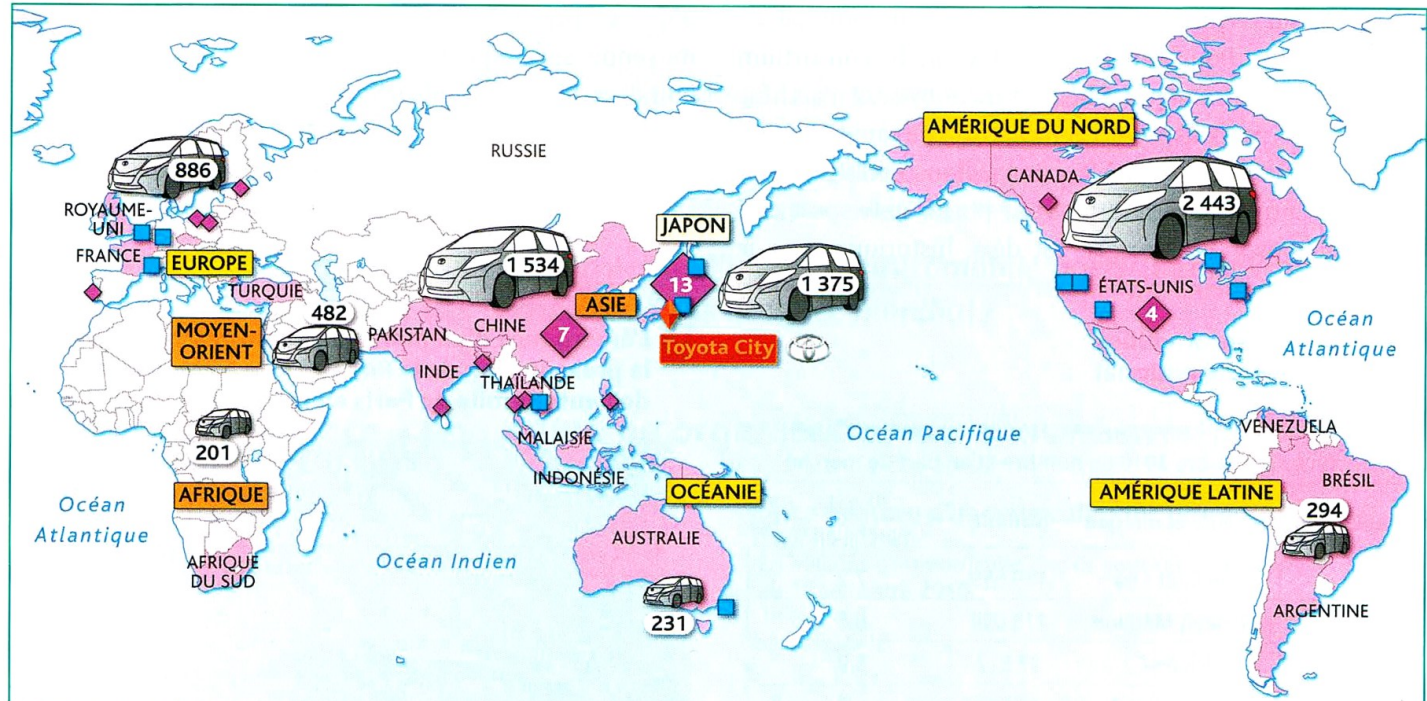 RUSSIE
AMÉRIQUE DU NORD
CANADA
886
2 443
ROYAUME-
UNI
FRANCE
EUROPE
TURQUIE
JAPON
13
1 534
1 375
ASIE
ÉTATS-UNIS
4
482
MOYEN-
ORIENT
PAKISTAN
CHINE
7
Toyota City
Océan
Atlantique
INDE
THAÏLANDE
201
MALAISIE
Océan Pacifique
VENEZUELA
INDONÉSIE
AFRIQUE
OCÉANIE
AMÉRIQUE LATINE
BRÉSIL
Océan
Atlantique
294
AUSTRALIE
Océan Indien
AFRIQUE
DU SUD
231
ARGENTINE